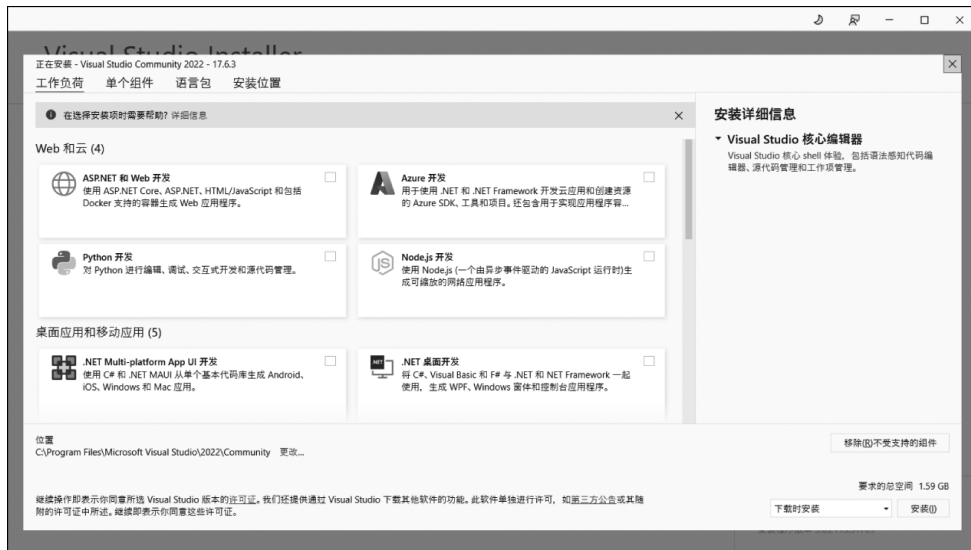 Visual Studio Installer
正在安装 - Visual Studio Community 2022 - 17.6.3
工作负荷 单个组件 语言包 安装位置
在选择安装项时需要帮助? 详细信息
Web 和云 (4)
ASP.NET 和 Web 开发
使用 ASP.NET Core、ASP.NET、HTML/JavaScript 和包括
Docker 支持的容器生成 Web 应用程序。
Azure 开发
用于使用 .NET 和 .NET Framework 开发云应用和创建资源
的 Azure SDK、工具和项目。还包含用于实现应用程序容...
Python 开发
对 Python 进行编辑、调试、交互式开发和源代码管理。
Node.js 开发
使用 Node.js (一个由异步事件驱动的 JavaScript 运行时)生
成可缩放的网络应用程序。
桌面应用和移动应用 (5)
.NET Multi-platform App UI 开发
使用 C# 和 .NET MAUI 从单个基本代码库生成 Android、
iOS、Windows 和 Mac 应用。
.NET 桌面开发
将 C#、Visual Basic 和 F# 与 .NET 和 .NET Framework 一起
使用，生成 WPF、Windows 窗体和控制台应用程序。
安装详细信息
Visual Studio 核心编辑器
Visual Studio 核心 shell 体验，包括语法感知代码编
辑器、源代码管理和工作项管理。
位置
C:\Program Files\Microsoft Visual Studio\2022\Community 更改...
移除(R)不受支持的组件
继续操作即表示你同意所选 Visual Studio 版本的许可证。我们还提供通过 Visual Studio 下载其他软件的功能。此软件单独进行许可，如第三方公告或其随
附的许可证中所述。继续即表示你同意这些许可证。
要求的总空间 1.59 GB
下载时安装 安装(I)